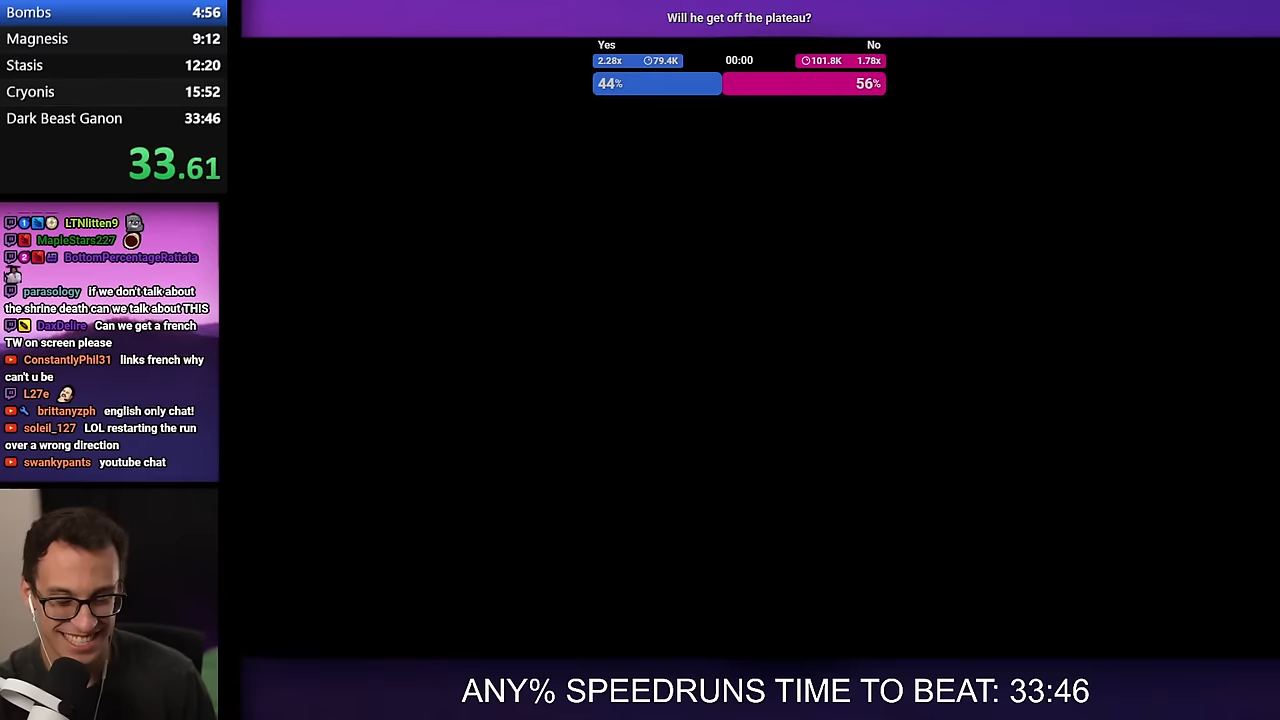 Bombs 4:56
Magnesis 9:12
Stasis 12:20
Cryonis 15:52
Dark Beast Ganon 33:46
33.61
LTNlitten9
MapleStars227
2 BottomPercentageRattata
parasology if we don't talk about
the shrine death can we talk about THIS
DaxDelire Can we get a french
TW on screen please
ConstantlyPhil31 links french why
can't u be
L27e
brittanyzph english only chat!
soleil_127 LOL restarting the run
over a wrong direction
swankypants youtube chat
Will he get off the plateau?
Yes No
2.28x 79.4K 00:00 101.8K 1.78x
44% 56%
ANY% SPEEDRUNS TIME TO BEAT: 33:46